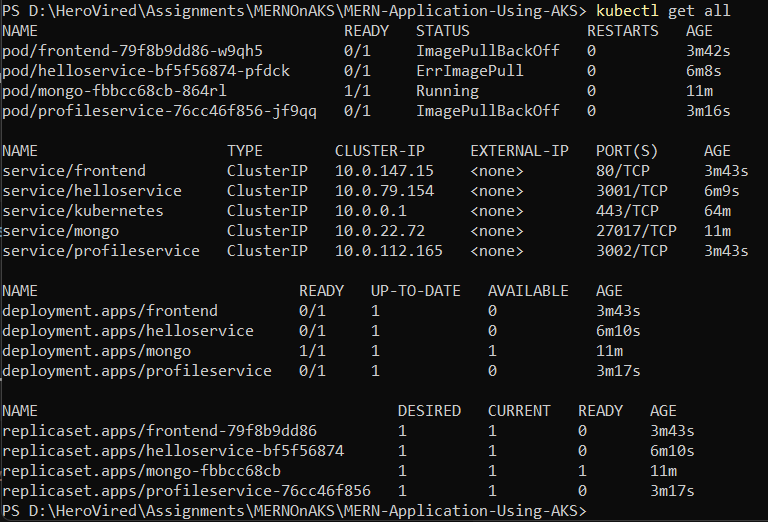 PS D:\HeroVired\Assignments\MERNOnAKS\MERN-Application-Using-AKS> kubectl get all
NAME READY STATUS RESTARTS AGE
pod/frontend-79f8b9dd86-w9qh5 0/1 ImagePullBackOff 0 3m42s
pod/helloservice-bf5f56874-pfdck 0/1 ErrImagePull 0 6m8s
pod/mongo-fbbcc68cb-864rl 1/1 Running 0 11m
pod/profileservice-76cc46f856-jf9qq 0/1 ImagePullBackOff 0 3m16s
NAME TYPE CLUSTER-IP EXTERNAL-IP PORT(S) AGE
service/frontend ClusterIP 10.0.147.15 <none> 80/TCP 3m43s
service/helloservice ClusterIP 10.0.79.154 <none> 3001/TCP 6m9s
service/kubernetes ClusterIP 10.0.0.1 <none> 443/TCP 64m
service/mongo ClusterIP 10.0.22.72 <none> 27017/TCP 11m
service/profileservice ClusterIP 10.0.112.165 <none> 3002/TCP 3m43s
NAME READY UP-TO-DATE AVAILABLE AGE
deployment.apps/frontend 0/1 1 0 3m43s
deployment.apps/helloservice 0/1 1 0 6m10s
deployment.apps/mongo 1/1 1 1 11m
deployment.apps/profileservice 0/1 1 0 3m17s
NAME DESIRED CURRENT READY AGE
replicaset.apps/frontend-79f8b9dd86 1 1 0 3m43s
replicaset.apps/helloservice-bf5f56874 1 1 0 6m10s
replicaset.apps/mongo-fbbcc68cb 1 1 1 11m
replicaset.apps/profileservice-76cc46f856 1 1 0 3m17s
PS D:\HeroVired\Assignments\MERNOnAKS\MERN-Application-Using-AKS>